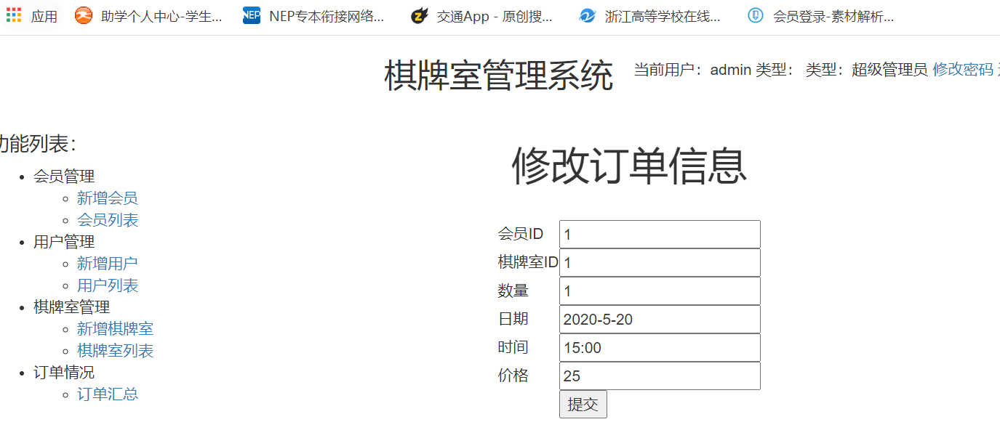 应用 助学个人中心-学生... NEP NEP专本衔接网络... Z 交通App - 原创搜... 浙江高等学校在线... 会员登录-素材解析...
棋牌室管理系统 当前用户：admin 类型： 类型：超级管理员 修改密码
功能列表：
修改订单信息
会员管理
新增会员
会员列表
用户管理
新增用户
用户列表
棋牌室管理
新增棋牌室
棋牌室列表
订单情况
订单汇总
会员ID 1
棋牌室ID 1
数量 1
日期 2020-5-20
时间 15:00
价格 25
提交